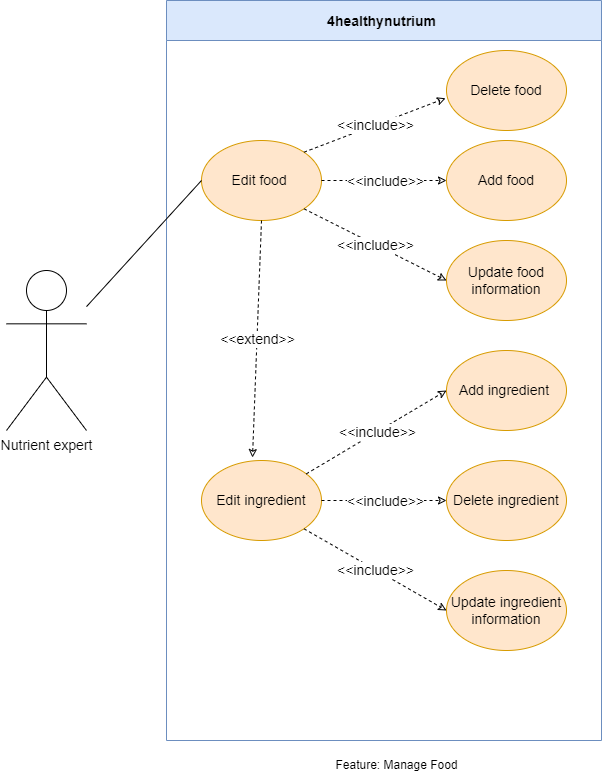 4healthynutrium
Delete food
<<include>>
Edit food
<<include>>
Add food
<<include>>
Update food
information
<<extend>>
Add ingredient
<<include>>
Nutrient expert
Edit ingredient
<<include>>
Delete ingredient
<<include>>
Update ingredient
information
Feature: Manage Food